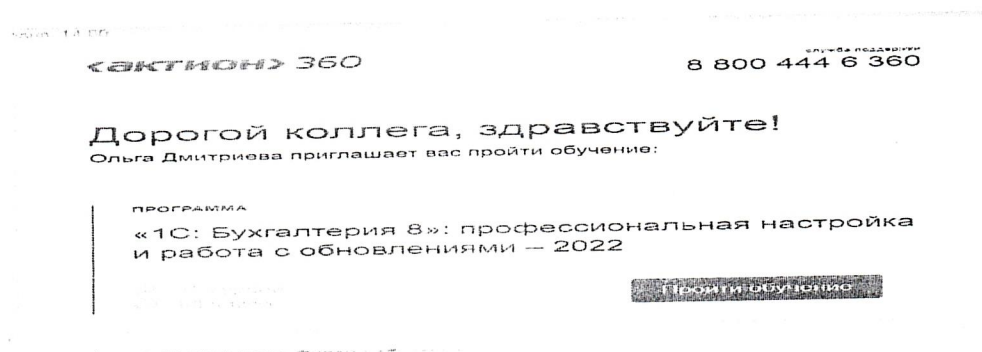 <актион> 360
служба поддержки
8 800 444 6 360
Дорогой коллега, здравствуйте!
Ольга Дмитриева приглашает вас пройти обучение:
ПРОГРАММА
«1С: Бухгалтерия 8»: профессиональная настройка
и работа с обновлениями – 2022
Пройти обучение